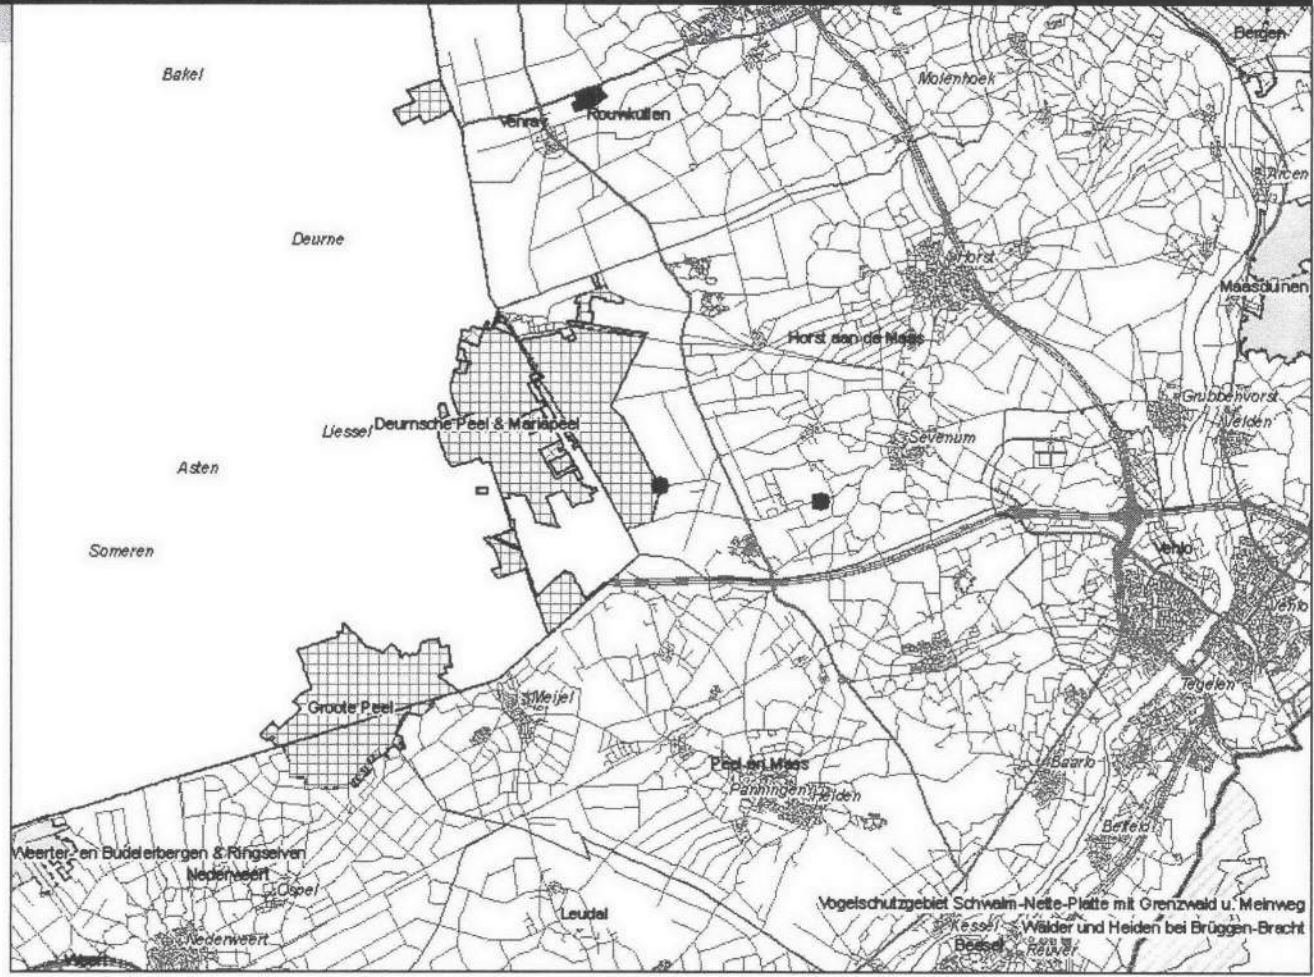 Bergen
Bakel
Molenhoek
Rouwkuilen
Venray
Arcen
Deurne
Horst
Maasduinen
Horst aan de Maas
Grubbenvorst
Velden
Liessel
Deurnsche Peel & Mariapeel
Sevenum
Asten
Someren
Venlo
Venlo
Tegelen
Meijel
Groote Peel
Peel en Maas
Baarlo
Panningen
Helden
Belfeld
Weerter- en Budelerbergen & Ringselven
Nederweert
Ospel
Vogelschutzgebiet Schwalm-Nette-Platte mit Grenzwald u. Meinweg
Leudal
Kessel
Wälder und Heiden bei Brüggen-Bracht
Nederweert
Beesel
Reuver
Weert